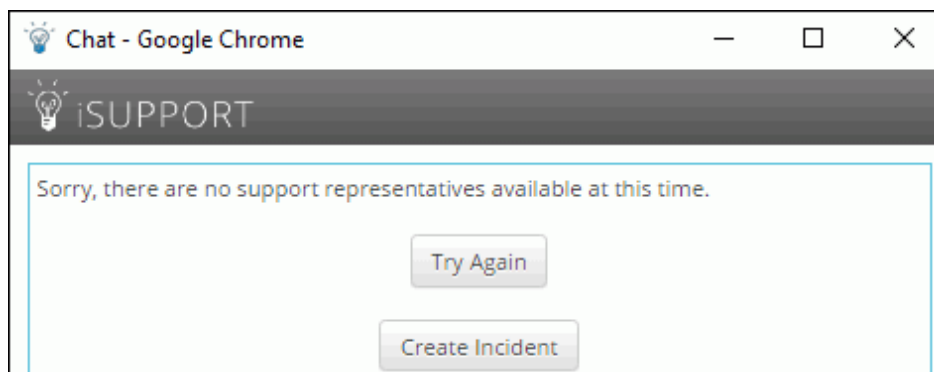 Chat - Google Chrome
iSUPPORT
Sorry, there are no support representatives available at this time.
Try Again
Create Incident